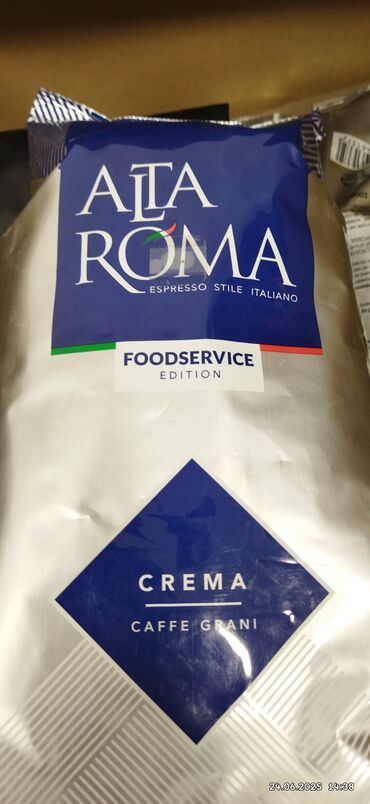 ALTA
ROMA
ESPRESSO STILE ITALIANO
FOODSERVICE
EDITION
CREMA
CAFFE GRANI
24.06.2025 14:38